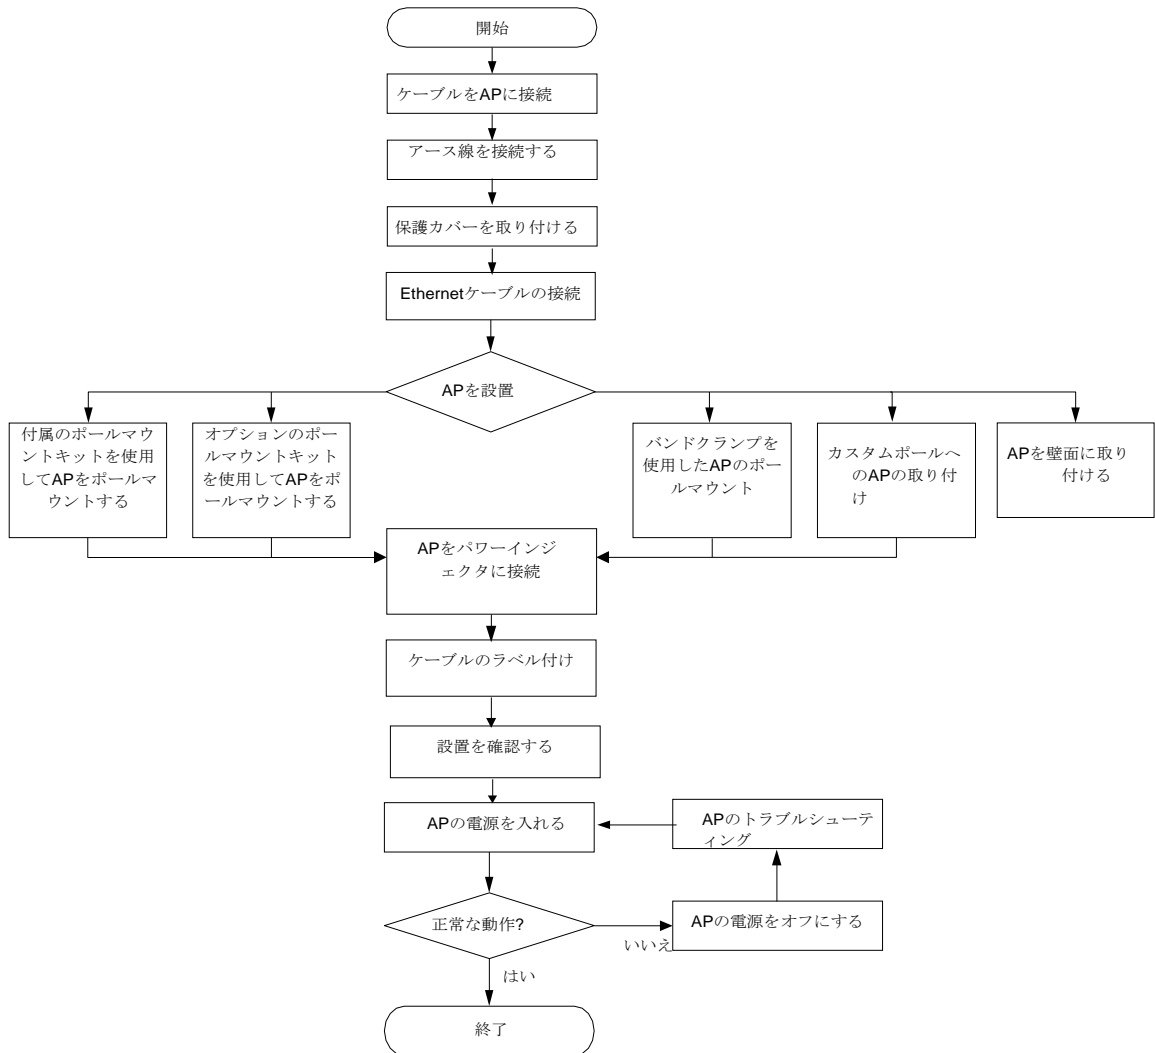 開始
ケーブルをAPに接続
アース線を接続する
保護カバーを取り付ける
Ethernetケーブルの接続
APを設置
付属のポールマウ
ントキットを使用
してAPをポールマ
ウントする
オプションのポー
ルマウントキット
を使用してAPをポ
ールマウントする
バンドクランプを
使用したAPのポー
ルマウント
カスタムポールへ
のAPの取り付
け
APを壁面に取り
付ける
APをパワーインジ
ェクタに接続
ケーブルのラベル付け
設置を確認する
APの電源を入れる
APのトラブルシューテ
ィング
正常な動作?
いいえ
APの電源をオフにする
はい
終了